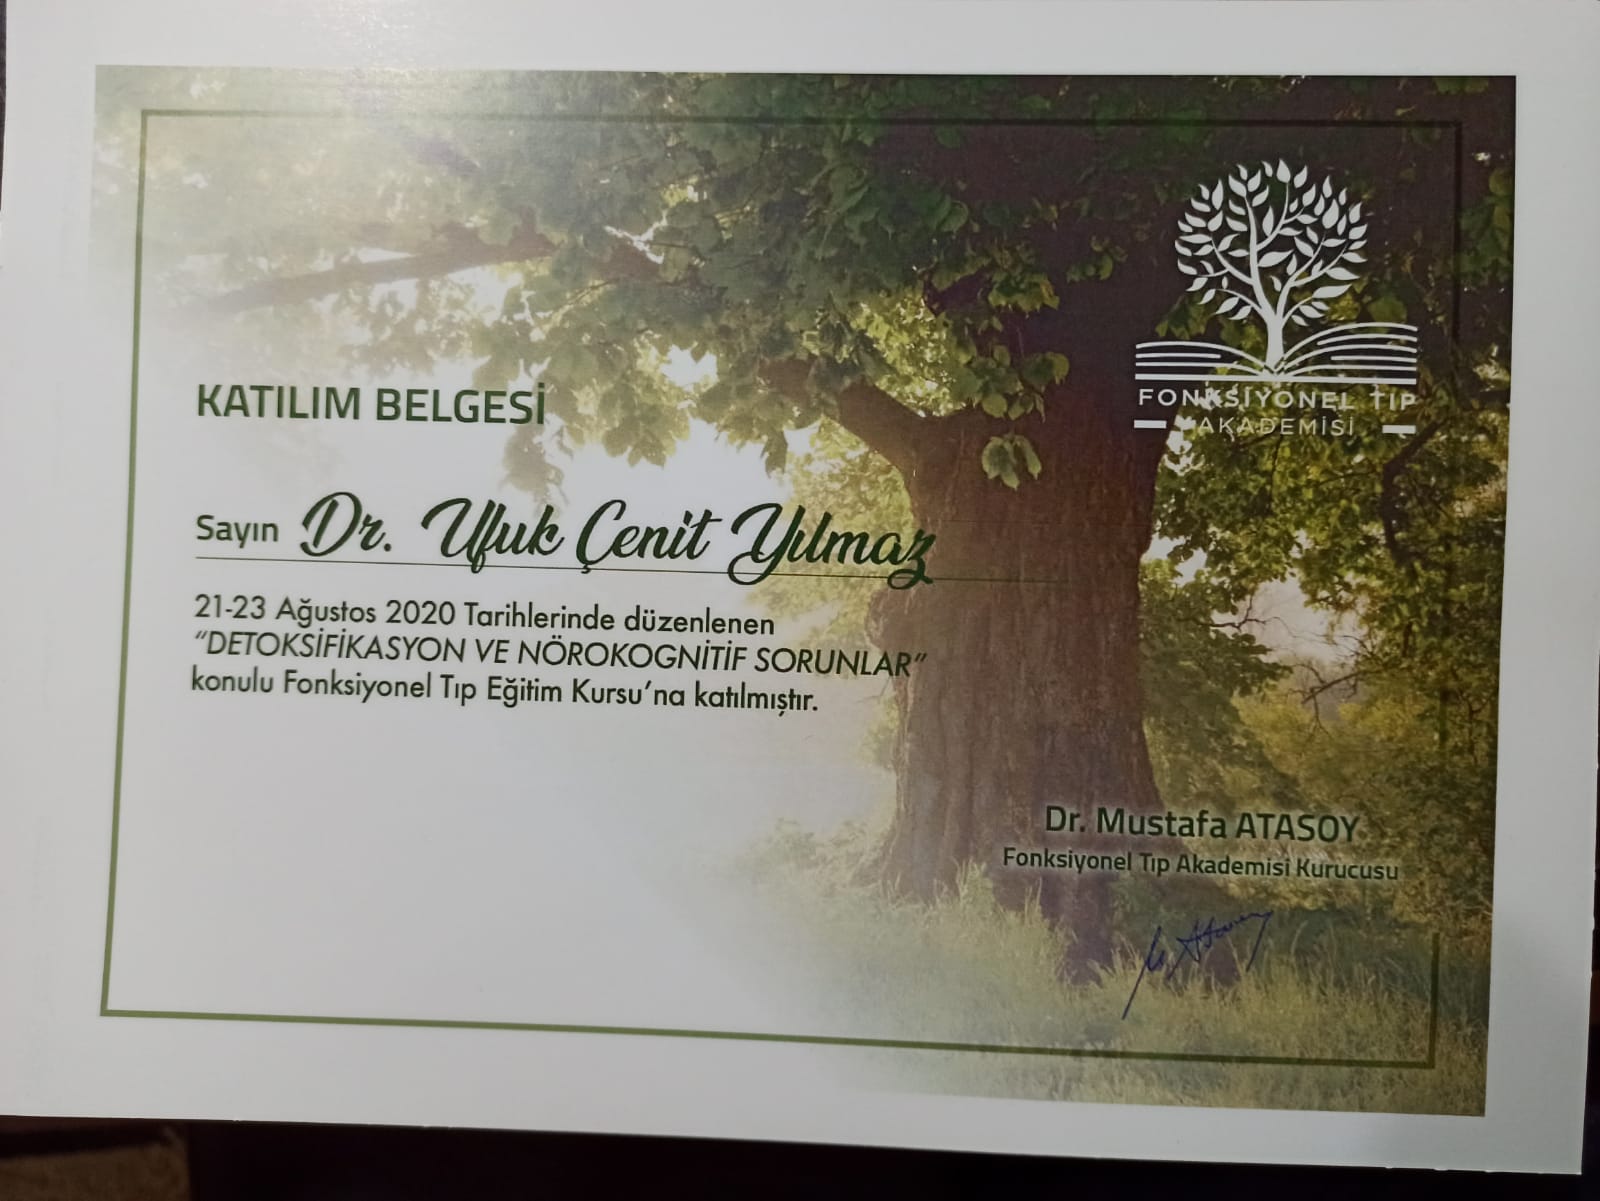 FONKSİYONEL TIP
AKADEMİSİ
KATILIM BELGESİ
Sayın Dr. Ufuk Çenit Yılmaz
21-23 Ağustos 2020 Tarihlerinde düzenlenen
“DETOKSİFİKASYON VE NÖROKOGNİTİF SORUNLAR”
konulu Fonksiyonel Tıp Eğitim Kursu’na katılmıştır.
Dr. Mustafa ATASOY
Fonksiyonel Tıp Akademisi Kurucusu